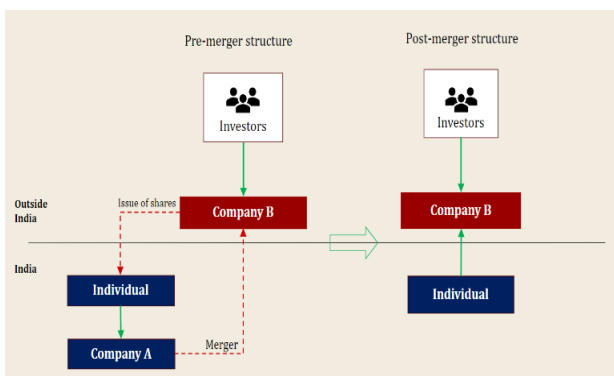 Pre-merger structure
Post-merger structure
Investors
Investors
Outside
India
Issue of shares
Company B
Company B
India
Individual
Individual
Company A
Merger